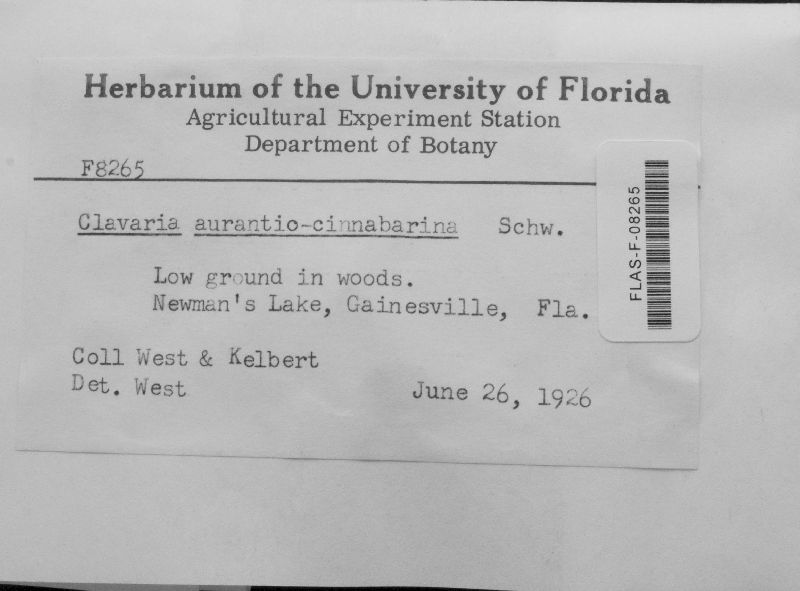 Herbarium of the University of Florida
Agricultural Experiment Station
Department of Botany
F8265
Clavaria aurantio-cinnabarina Schw.
Low ground in woods.
Newman's Lake, Gainesville, Fla.
Coll West & Kelbert
Det. West
June 26, 1926
FLAS-F-08265